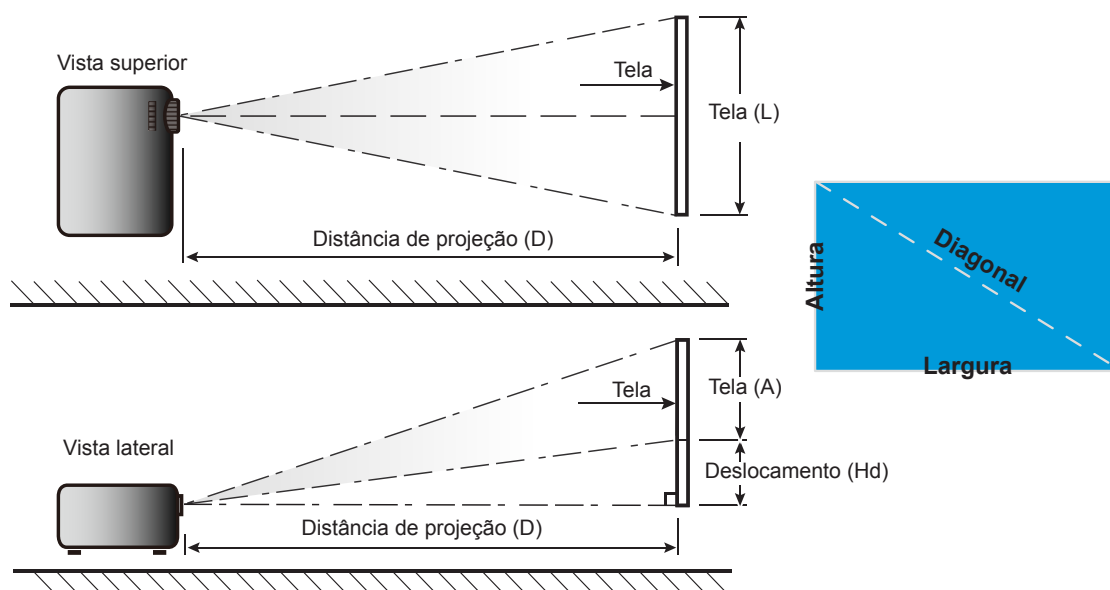 Vista superior
Tela
Tela (L)
Distância de projeção (D)
Altura
Diagonal
Largura
Tela (A)
Tela
Vista lateral
Deslocamento (Hd)
Distância de projeção (D)